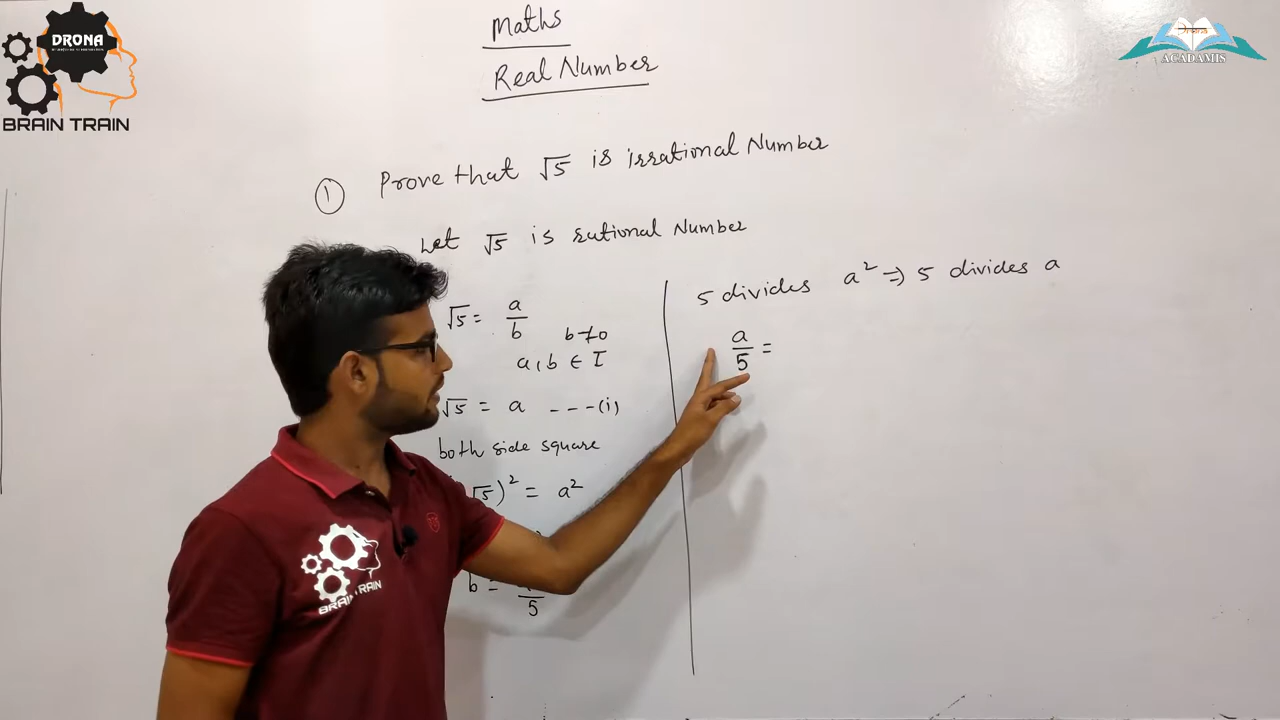 DRONA
BRAIN TRAIN
Drona
ACADAMIS
Maths
Real Number
① Prove that √5 is irrational Number
Let √5 is rational Number
√5 = a/b b≠0
a, b ∈ I
√5 = a ---(i)
both side square
√5)² = a²
b =
5
5 divides a² => 5 divides a
a/5 =
BRAIN TRAIN